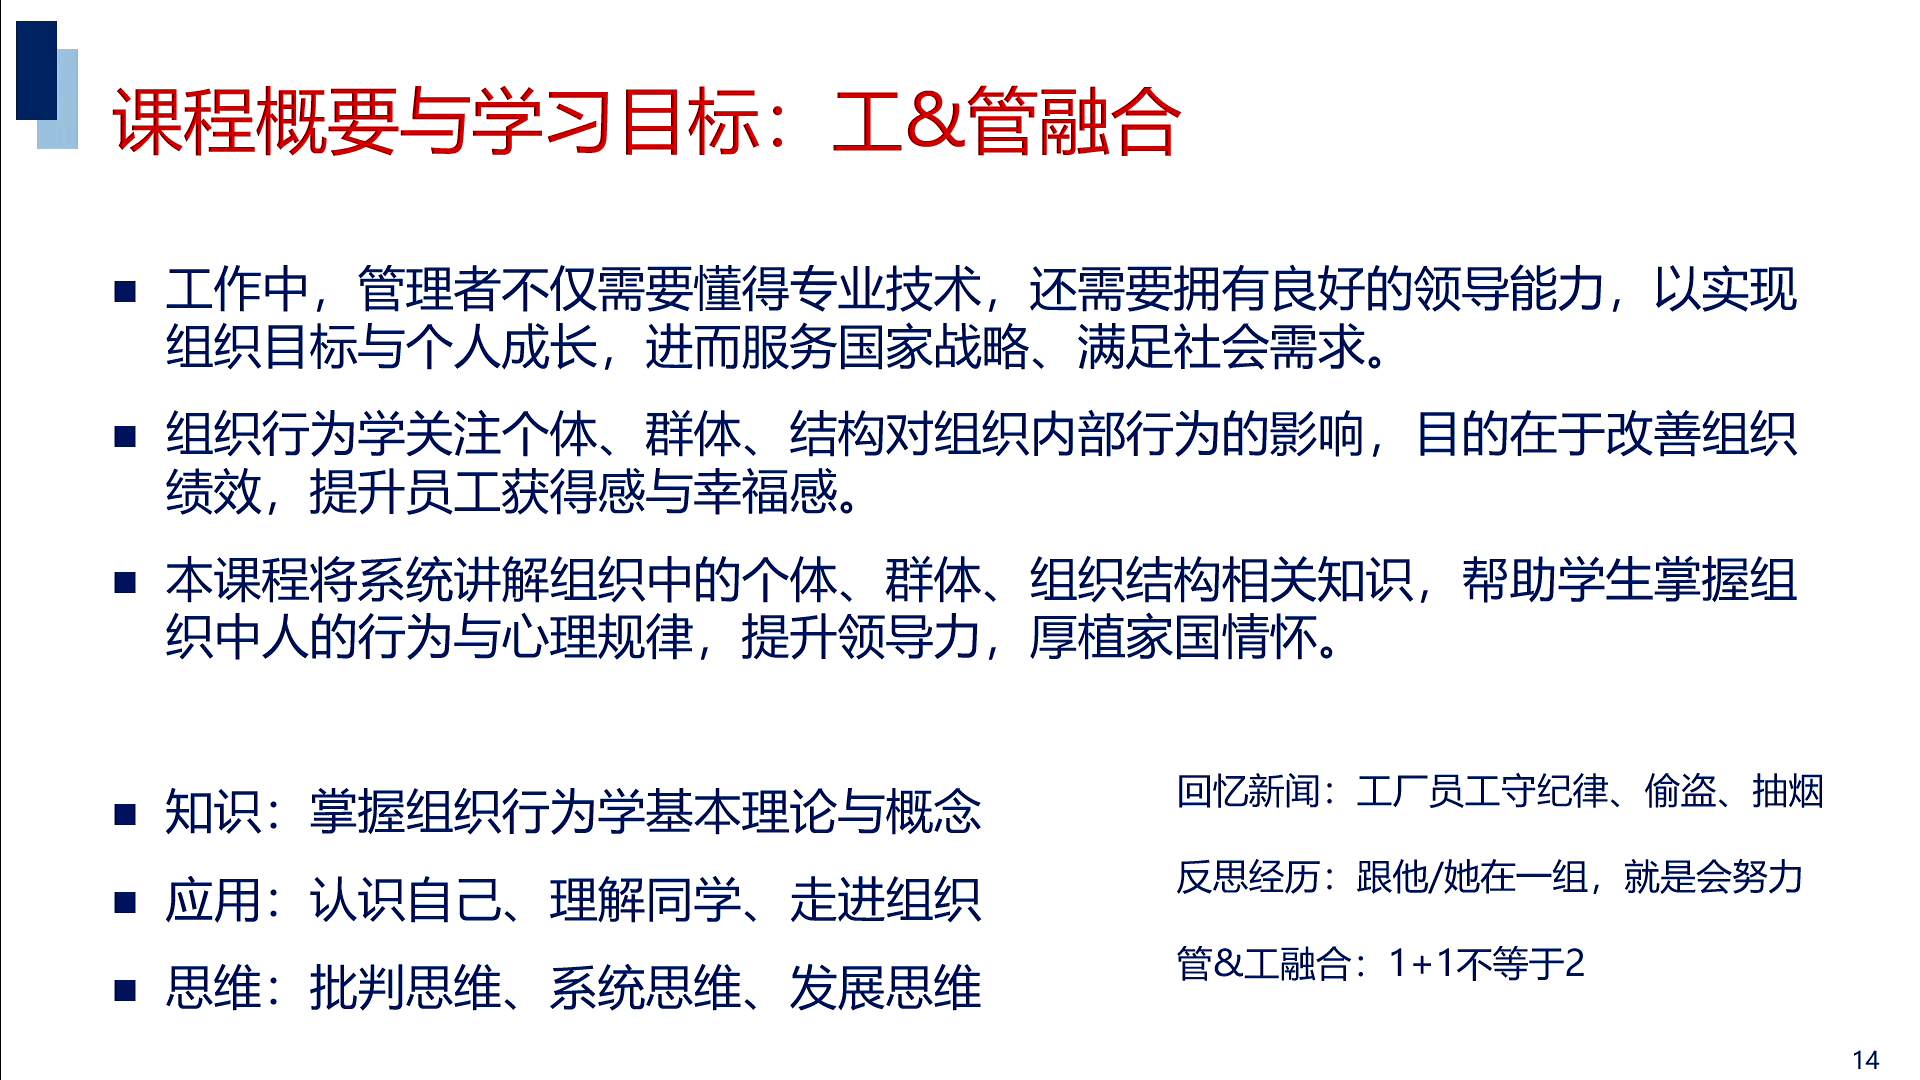 课程概要与学习目标：工&管融合
工作中，管理者不仅需要懂得专业技术，还需要拥有良好的领导能力，以实现
组织目标与个人成长，进而服务国家战略、满足社会需求。
组织行为学关注个体、群体、结构对组织内部行为的影响，目的在于改善组织
绩效，提升员工获得感与幸福感。
本课程将系统讲解组织中的个体、群体、组织结构相关知识，帮助学生掌握组
织中人的行为与心理规律，提升领导力，厚植家国情怀。
知识：掌握组织行为学基本理论与概念
应用：认识自己、理解同学、走进组织
思维：批判思维、系统思维、发展思维
回忆新闻：工厂员工守纪律、偷盗、抽烟
反思经历：跟他/她在一组，就是会努力
管&工融合：1+1不等于2
14